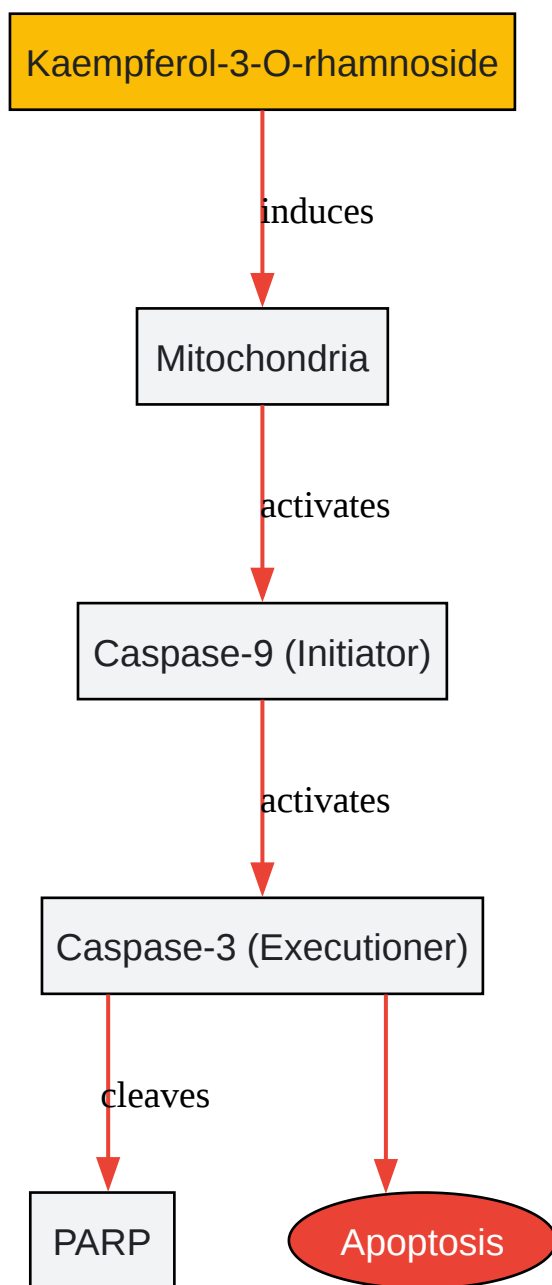 Kaempferol-3-O-rhamnoside
induces
Mitochondria
activates
Caspase-9 (Initiator)
activates
Caspase-3 (Executioner)
cleaves
PARP
Apoptosis